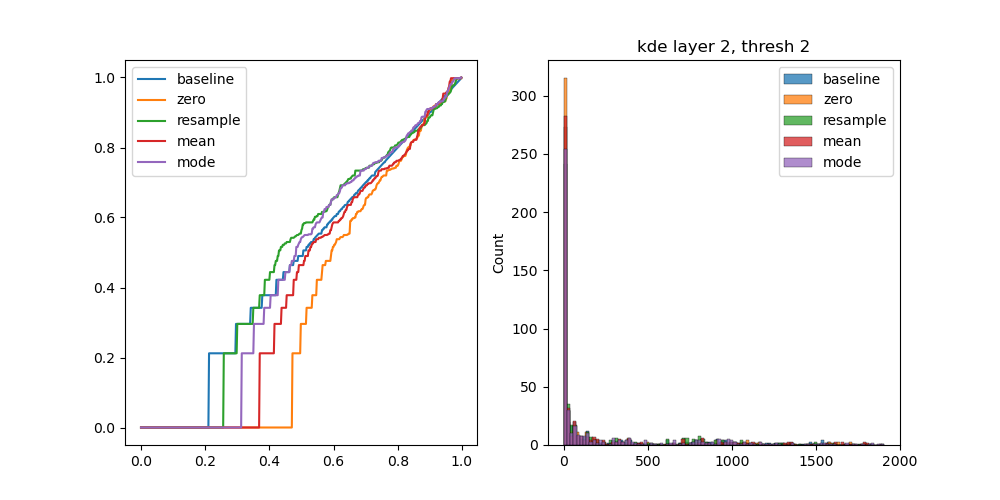 1.0
0.8
0.6
0.4
0.2
0.0
0.0 0.2 0.4 0.6 0.8 1.0
baseline
zero
resample
mean
mode
kde layer 2, thresh 2
Count
300
250
200
150
100
50
0
0 500 1000 1500 2000
baseline
zero
resample
mean
mode